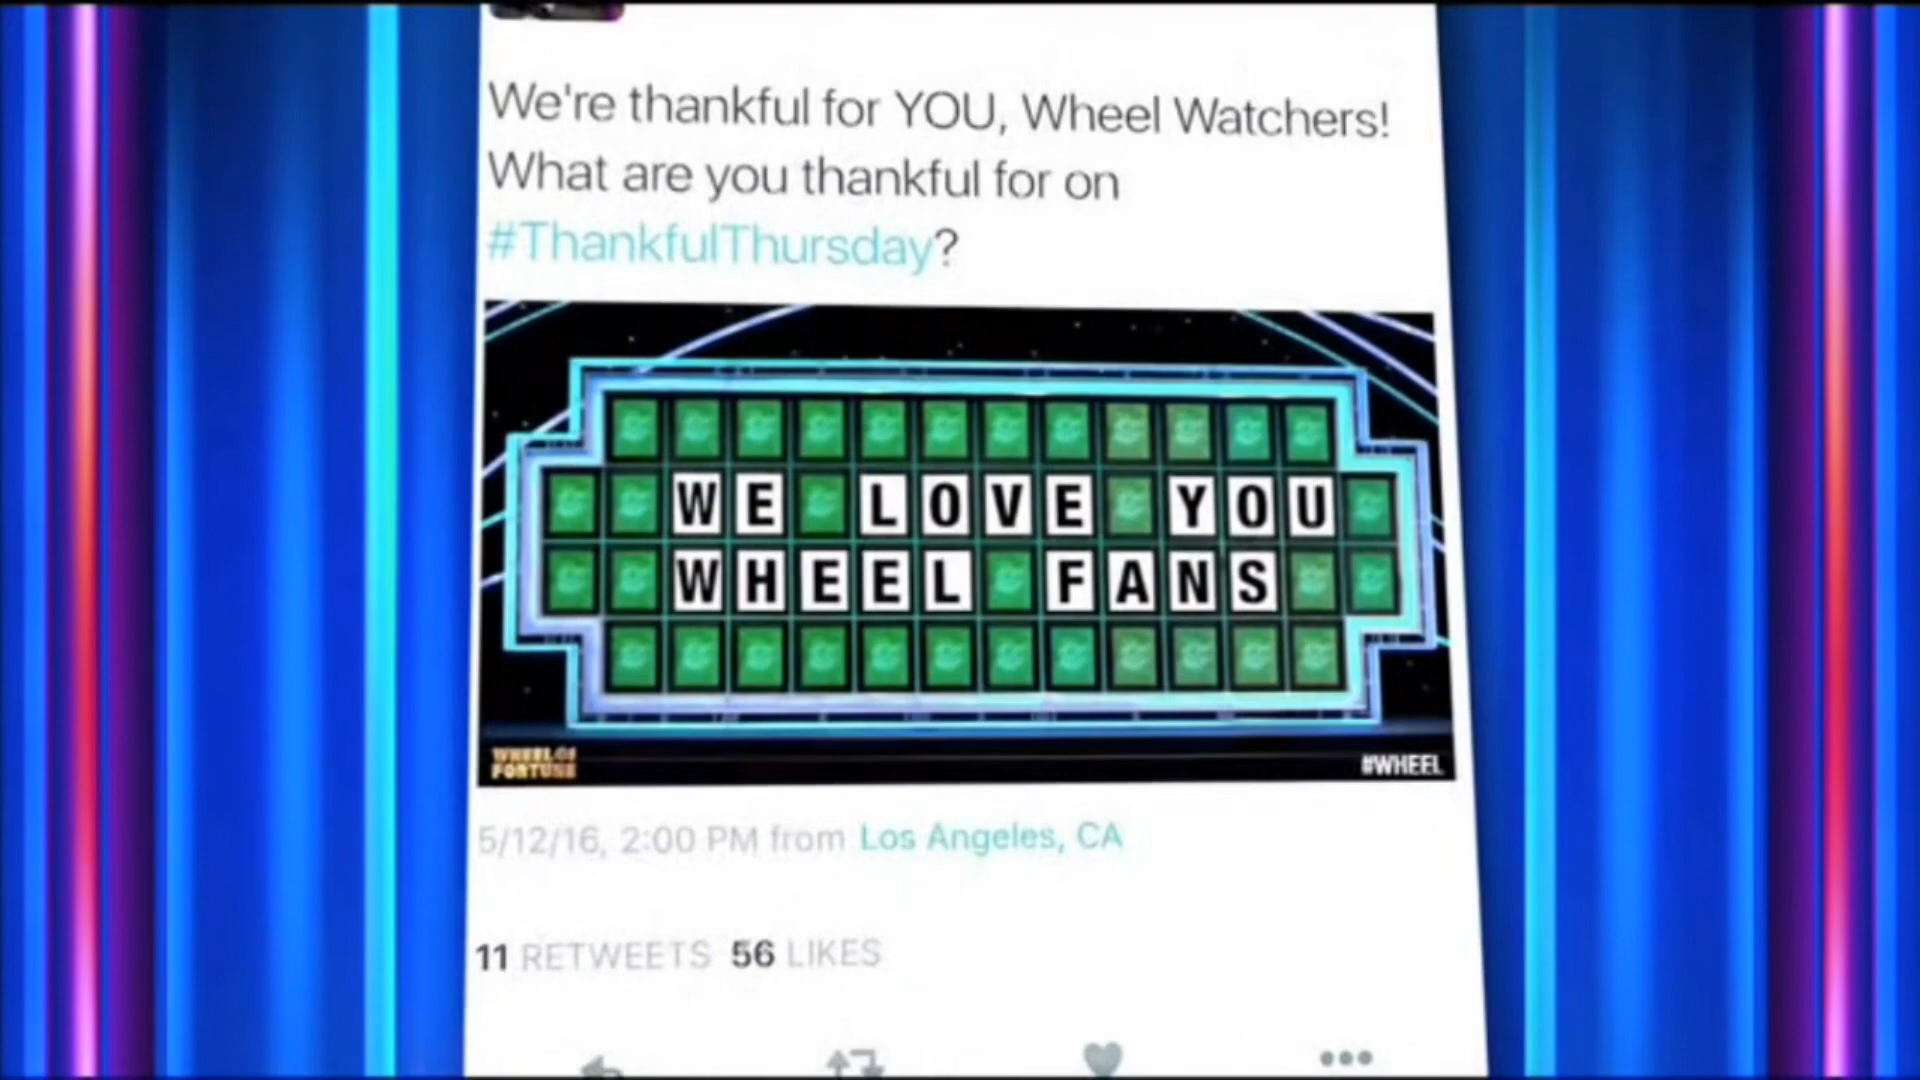 We're thankful for YOU, Wheel Watchers!
What are you thankful for on
#ThankfulThursday?
WE LOVE YOU
WHEEL FANS
WHEEL OF
FORTUNE
#WHEEL
5/12/16, 2:00 PM from Los Angeles, CA
11 RETWEETS 56 LIKES